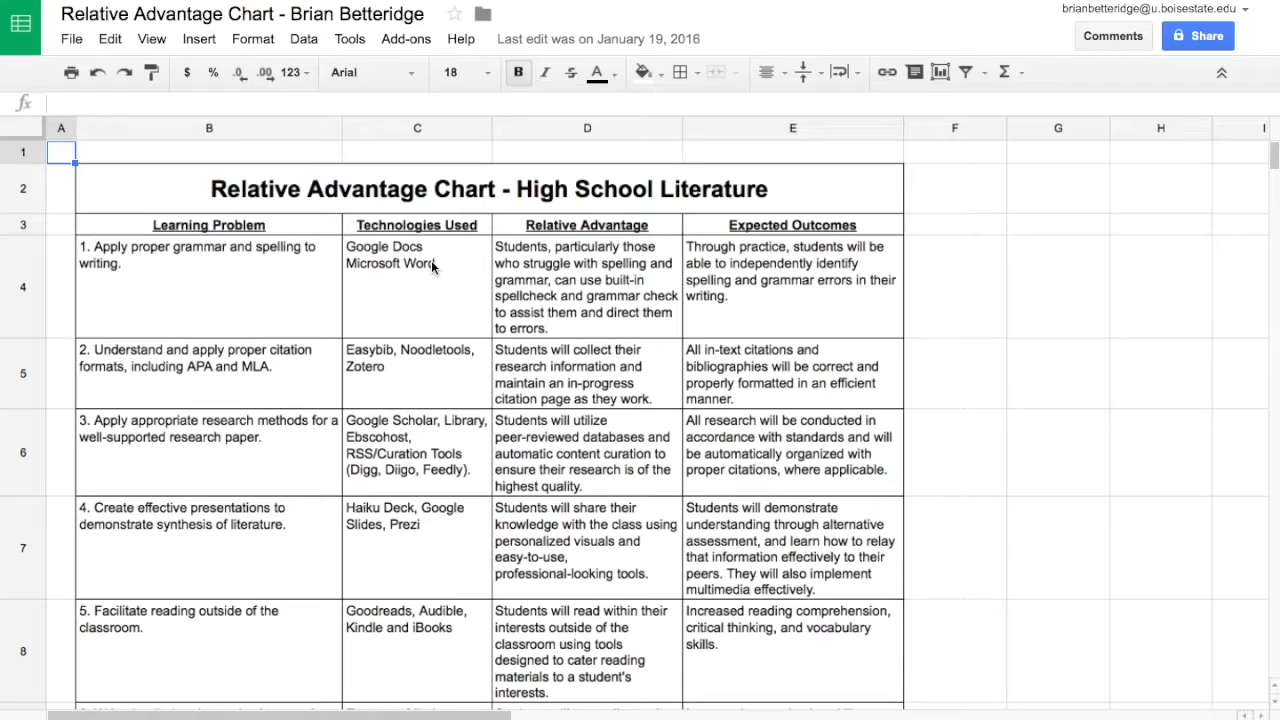 Relative Advantage Chart - Brian Betteridge
brianbetteridge@u.boisestate.edu
File Edit View Insert Format Data Tools Add-ons Help Last edit was on January 19, 2016
Comments
Share
$ % .0 .00 123 Arial 18 B I S A Σ
fx
A B C D E F G H I
1
2
Relative Advantage Chart - High School Literature
3
Learning Problem
Technologies Used
Relative Advantage
Expected Outcomes
4
1. Apply proper grammar and spelling to
writing.
Google Docs
Microsoft Word
Students, particularly those
who struggle with spelling and
grammar, can use built-in
spellcheck and grammar check
to assist them and direct them
to errors.
Through practice, students will be
able to independently identify
spelling and grammar errors in their
writing.
5
2. Understand and apply proper citation
formats, including APA and MLA.
Easybib, Noodletools,
Zotero
Students will collect their
research information and
maintain an in-progress
citation page as they work.
All in-text citations and
bibliographies will be correct and
properly formatted in an efficient
manner.
6
3. Apply appropriate research methods for a
well-supported research paper.
Google Scholar, Library,
Ebscohost,
RSS/Curation Tools
(Digg, Diigo, Feedly).
Students will utilize
peer-reviewed databases and
automatic content curation to
ensure their research is of the
highest quality.
All research will be conducted in
accordance with standards and will
be automatically organized with
proper citations, where applicable.
7
4. Create effective presentations to
demonstrate synthesis of literature.
Haiku Deck, Google
Slides, Prezi
Students will share their
knowledge with the class using
personalized visuals and
easy-to-use,
professional-looking tools.
Students will demonstrate
understanding through alternative
assessment, and learn how to relay
that information effectively to their
peers. They will also implement
multimedia effectively.
8
5. Facilitate reading outside of the
classroom.
Goodreads, Audible,
Kindle and iBooks
Students will read within their
interests outside of the
classroom using tools
designed to cater reading
materials to a student's
interests.
Increased reading comprehension,
critical thinking, and vocabulary
skills.